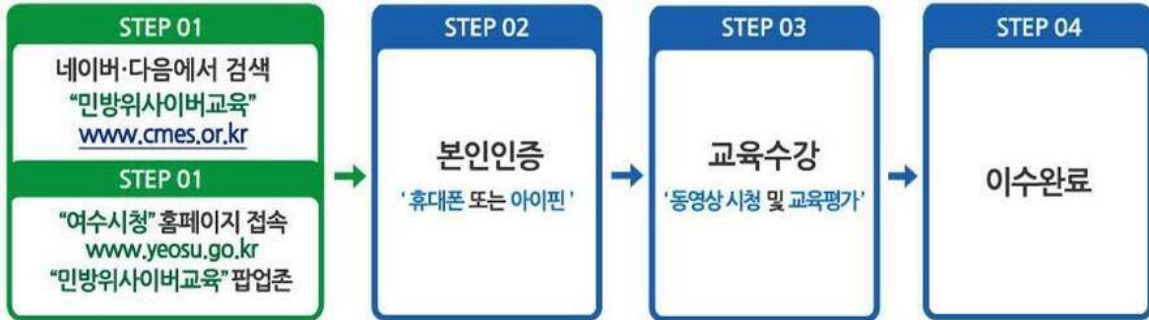 STEP 01
네이버·다음에서 검색
“민방위사이버교육”
www.cmes.or.kr
STEP 01
“여수시청” 홈페이지 접속
www.yeosu.go.kr
“민방위사이버교육” 팝업존
STEP 02
본인인증
' 휴대폰 또는 아이핀 '
STEP 03
교육수강
'동영상 시청 및 교육평가'
STEP 04
이수완료